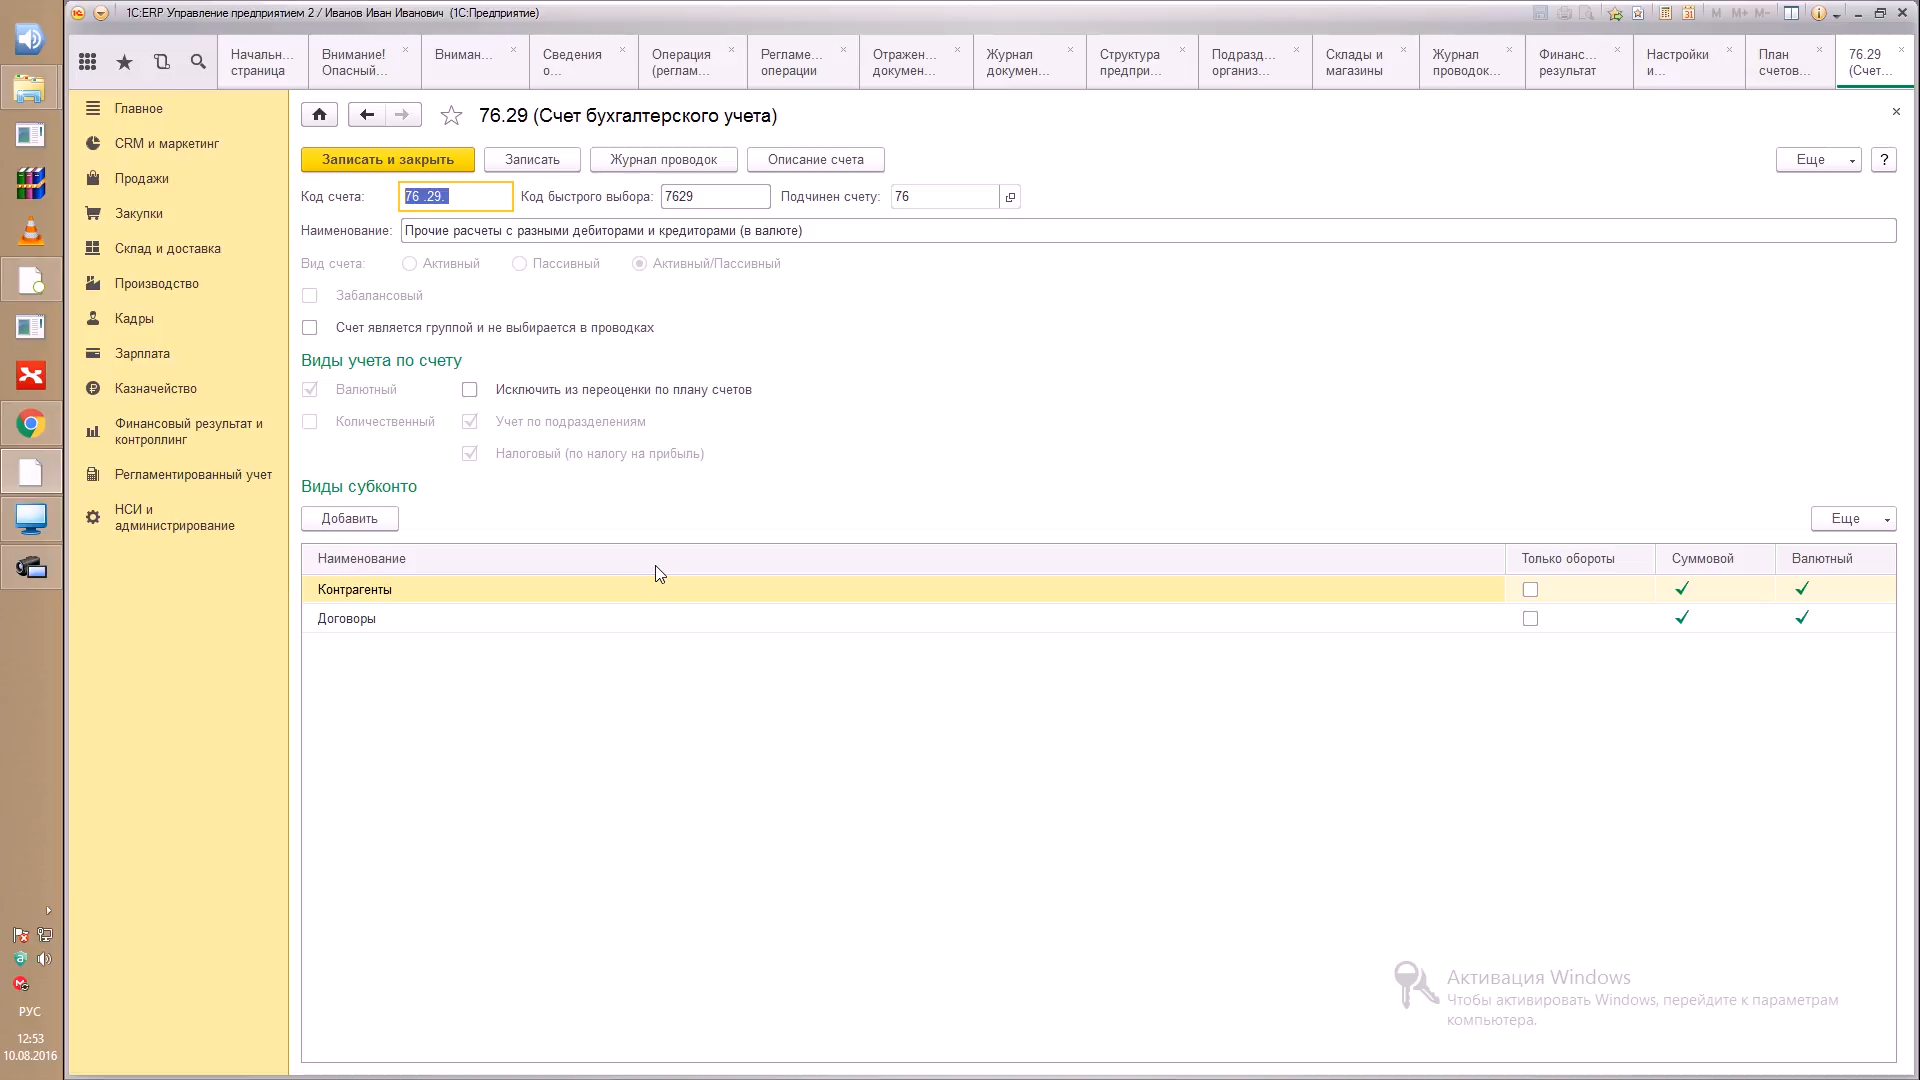 1С:ERP Управление предприятием 2 / Иванов Иван Иванович (1С:Предприятие)
M M+ M-
Начальн...
страница
Внимание!
Опасный...
Вниман...
Сведения
о...
Операция
(реглам...
Регламе...
операции
Отражен...
докумен...
Журнал
докумен...
Структура
предпри...
Подразд...
организ...
Склады и
магазины
Журнал
проводок...
Финанс...
результат
Настройки
и...
План
счетов...
76.29
(Счет...
Главное
CRM и маркетинг
Продажи
Закупки
Склад и доставка
Производство
Кадры
Зарплата
Казначейство
Финансовый результат и
контроллинг
Регламентированный учет
НСИ и
администрирование
76.29 (Счет бухгалтерского учета)
Записать и закрыть
Записать
Журнал проводок
Описание счета
Еще
?
Код счета: 76 .29.
Код быстрого выбора: 7629
Подчинен счету: 76
Наименование: Прочие расчеты с разными дебиторами и кредиторами (в валюте)
Вид счета: Активный Пассивный Активный/Пассивный
Забалансовый
Счет является группой и не выбирается в проводках
Виды учета по счету
Валютный Исключить из переоценки по плану счетов
Количественный Учет по подразделениям
Налоговый (по налогу на прибыль)
Виды субконто
Добавить
Еще
Наименование Только обороты Суммовой Валютный
Контрагенты
Договоры
Активация Windows
Чтобы активировать Windows, перейдите к параметрам
компьютера.
РУС
12:53
10.08.2016